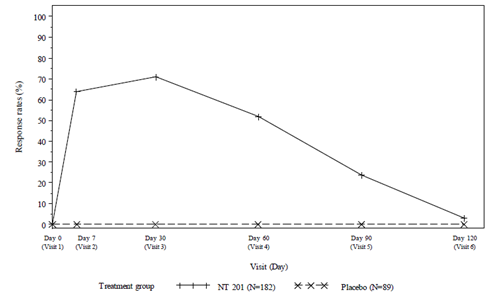 100
90
80
70
60
50
40
30
20
10
0
Response rates (%)
Day 0 Day 7 Day 30 Day 60 Day 90 Day 120
(Visit 1) (Visit 2) (Visit 3) (Visit 4) (Visit 5) (Visit 6)
Visit (Day)
Treatment group NT 201 (N=182) Placebo (N=89)